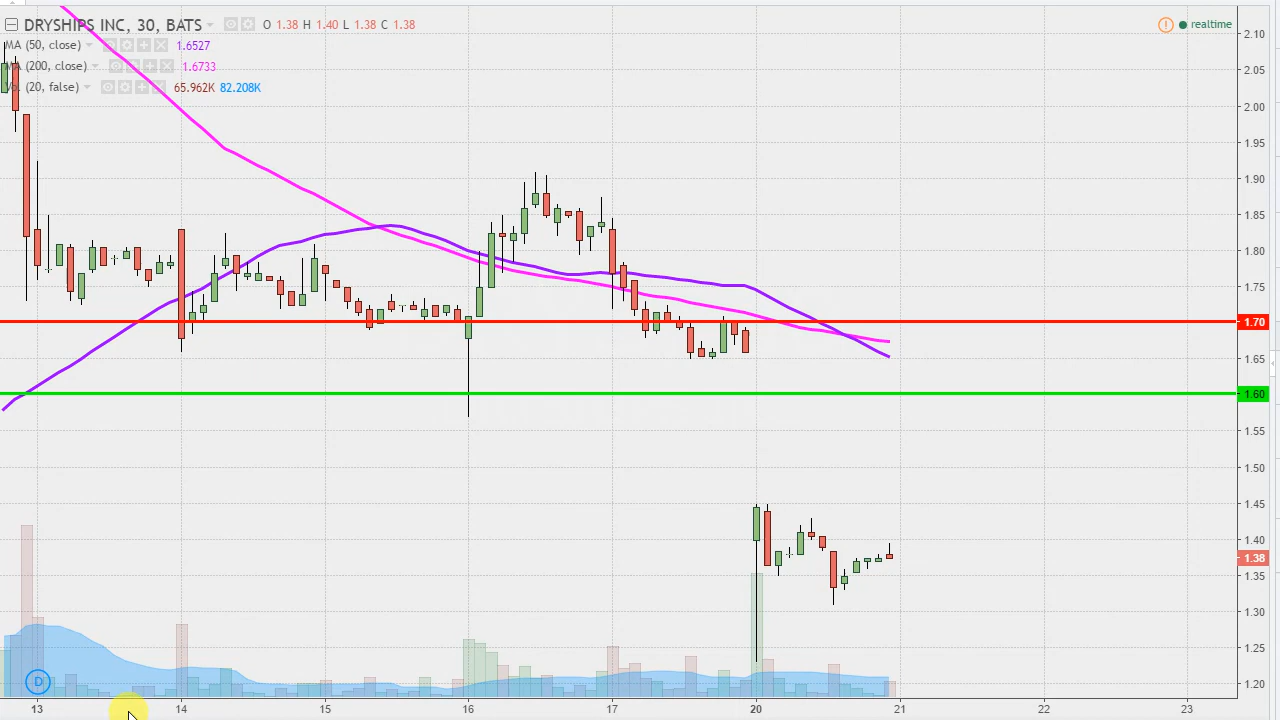 DRYSHIPS INC, 30, BATS O 1.38 H 1.40 L 1.38 C 1.38
realtime
MA (50, close) 1.6527
MA (200, close) 1.6733
Vol (20, false) 65.962K 82.208K
2.10
2.05
2.00
1.95
1.90
1.85
1.80
1.75
1.70
1.65
1.60
1.55
1.50
1.45
1.40
1.38
1.35
1.30
1.25
1.20
D
13 14 15 16 17 20 21 22 23